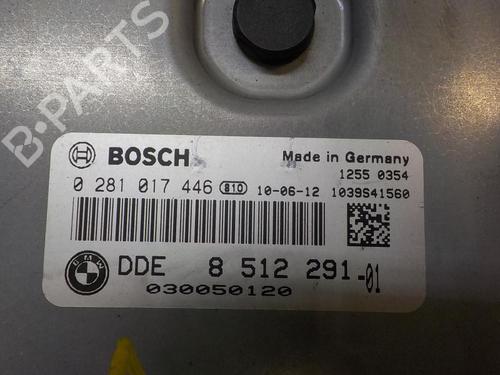 B-PARTS
BOSCH
Made in Germany
1255 0354
0 281 017 446 810 10-06-12 1039S41560
BMW
DDE 8 512 291-01
030050120